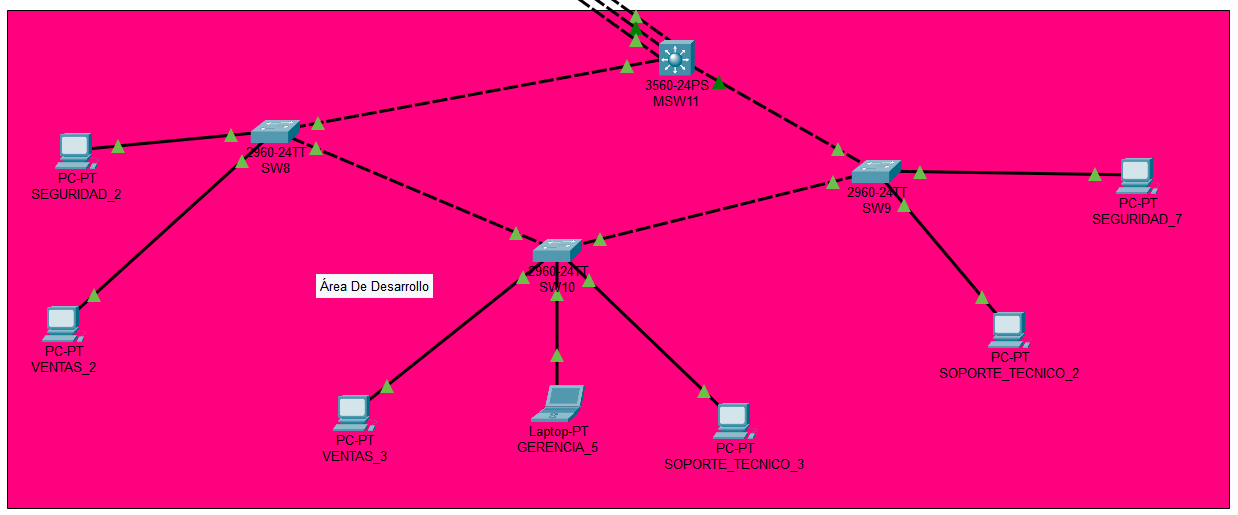 3560-24PS
MSW11
2960-24TT
SW8
PC-PT
SEGURIDAD_2
2960-24TT
SW9
PC-PT
SEGURIDAD_7
2960-24TT
SW10
Área De Desarrollo
PC-PT
VENTAS_2
PC-PT
SOPORTE_TECNICO_2
PC-PT
VENTAS_3
Laptop-PT
GERENCIA_5
PC-PT
SOPORTE_TECNICO_3